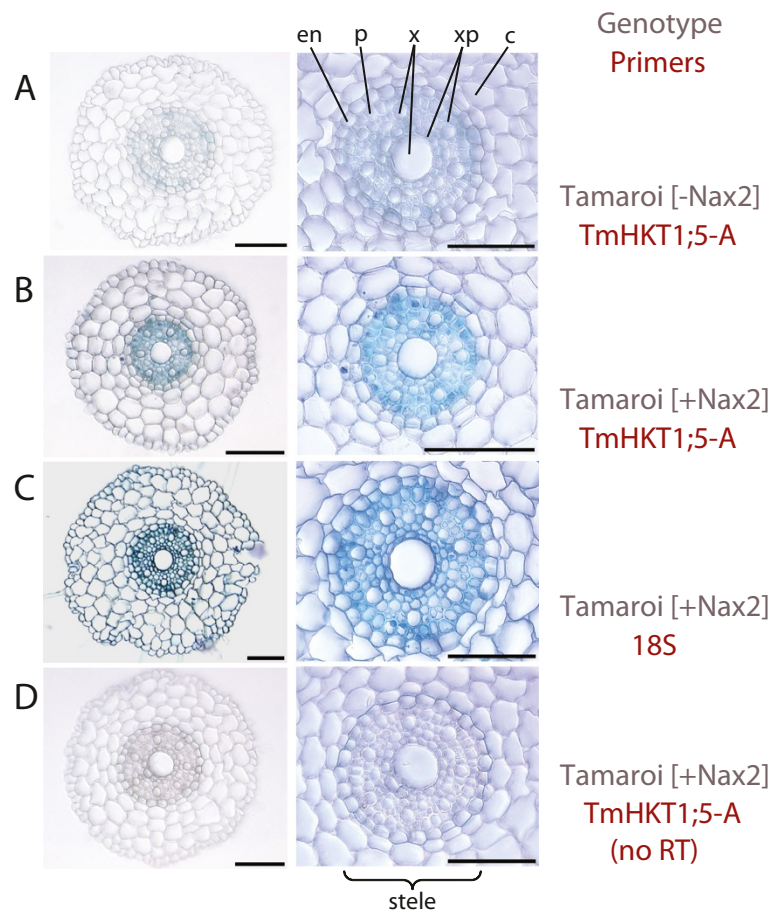 en p x xp c
Genotype
Primers
A
Tamaroi [-Nax2]
TmHKT1;5-A
B
Tamaroi [+Nax2]
TmHKT1;5-A
C
Tamaroi [+Nax2]
18S
D
Tamaroi [+Nax2]
TmHKT1;5-A
(no RT)
stele